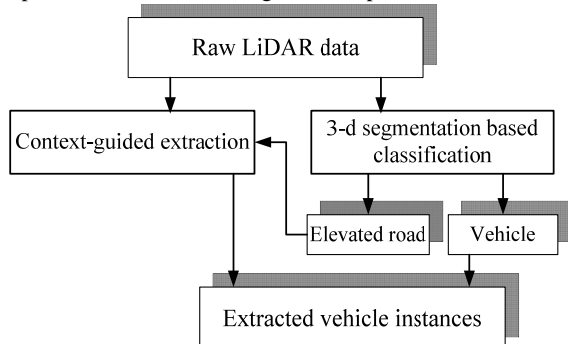 Raw LiDAR data
Context-guided extraction
3-d segmentation based
classification
Elevated road
Vehicle
Extracted vehicle instances